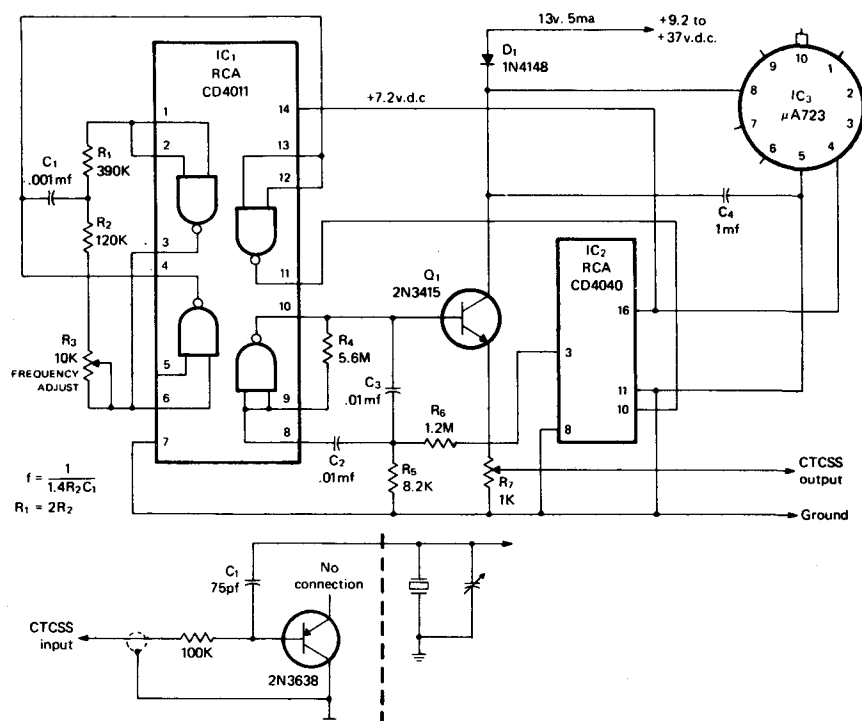 13v. 5ma
+9.2 to
+37v.d.c.
D1
1N4148
IC1
RCA
CD4011
+7.2v.d.c
14
13
12
11
10
9
8
1
2
3
4
5
6
7
C1
.001mf
R1
390K
R2
120K
R3
10K
FREQUENCY
ADJUST
f = 1/1.4R2C1
R1 = 2R2
IC3
µA723
10
1
2
3
4
5
6
7
8
9
C4
1mf
Q1
2N3415
IC2
RCA
CD4040
16
3
11
10
8
R4
5.6M
C3
.01mf
R6
1.2M
C2
.01mf
R5
8.2K
R7
1K
CTCSS
output
Ground
C1
75pf
No
connection
CTCSS
input
100K
2N3638